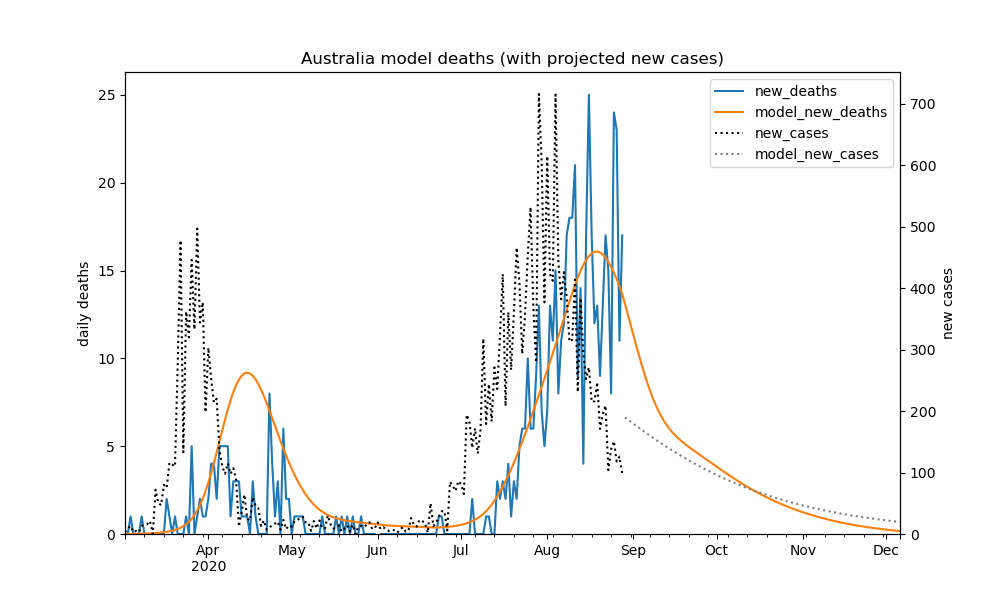 Australia model deaths (with projected new cases)
new_deaths
model_new_deaths
new_cases
model_new_cases
daily deaths
25
20
15
10
5
0
new cases
700
600
500
400
300
200
100
0
Apr
2020
May
Jun
Jul
Aug
Sep
Oct
Nov
Dec